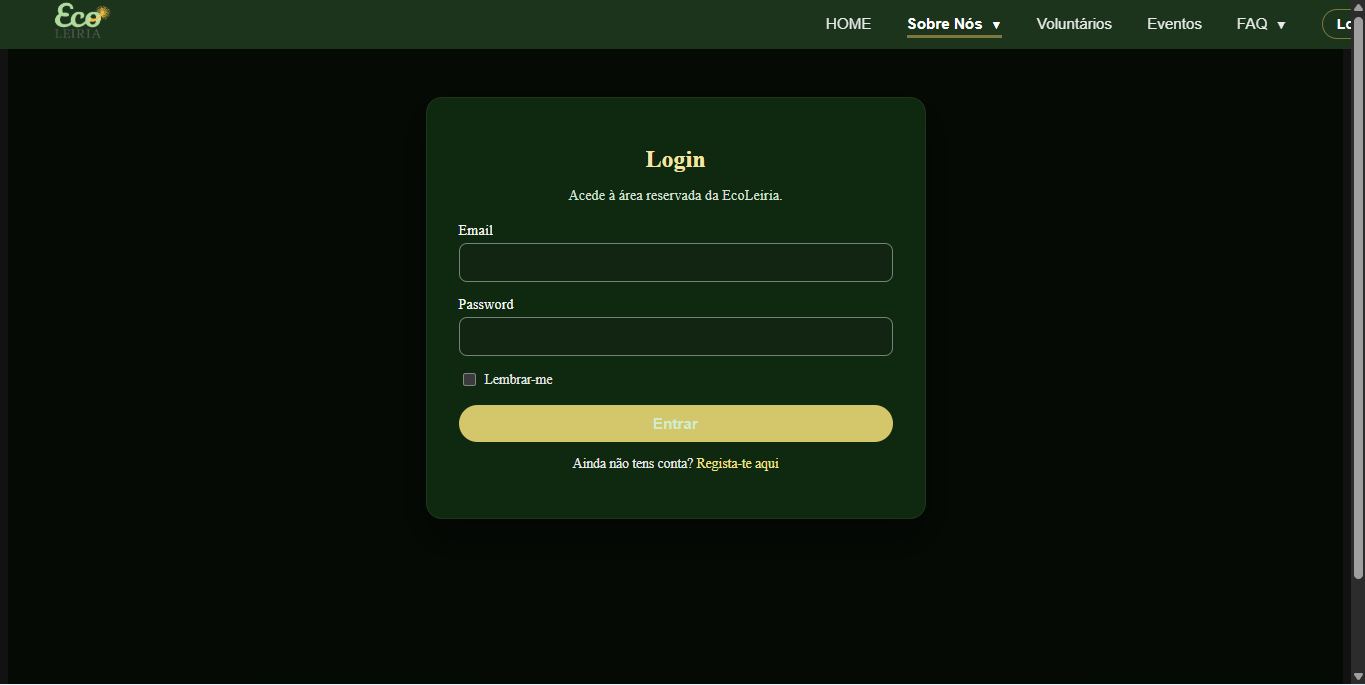 Eco
LEIRIA
HOME Sobre Nós ▼ Voluntários Eventos FAQ ▼ Lo
Login
Acede à área reservada da EcoLeiria.
Email
Password
Lembrar-me
Entrar
Ainda não tens conta? Regista-te aqui